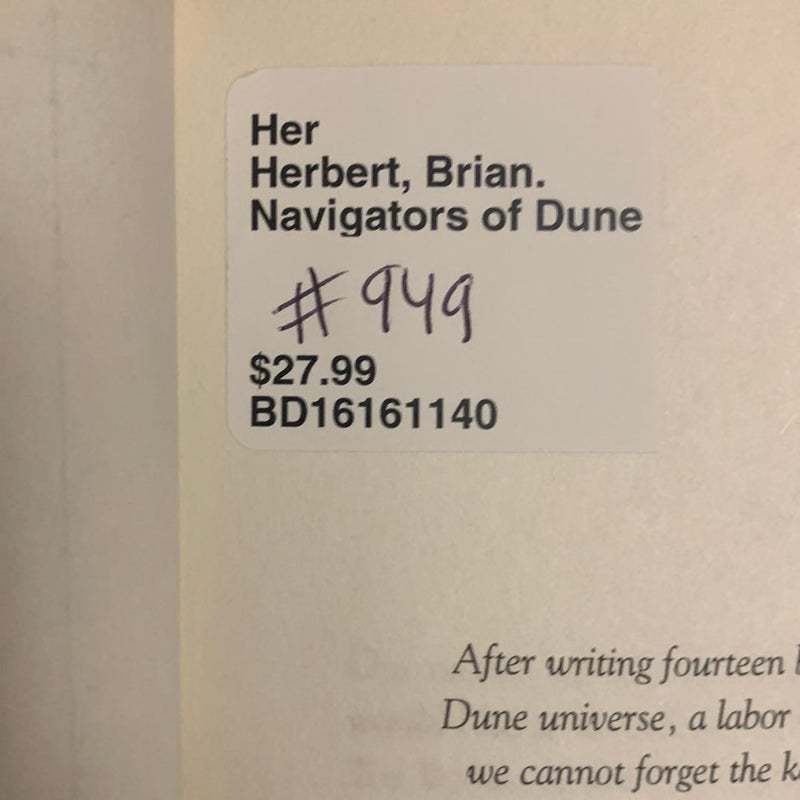 Her
Herbert, Brian.
Navigators of Dune
#949
$27.99
BD16161140
After writing fourteen
Dune universe, a labor
we cannot forget the